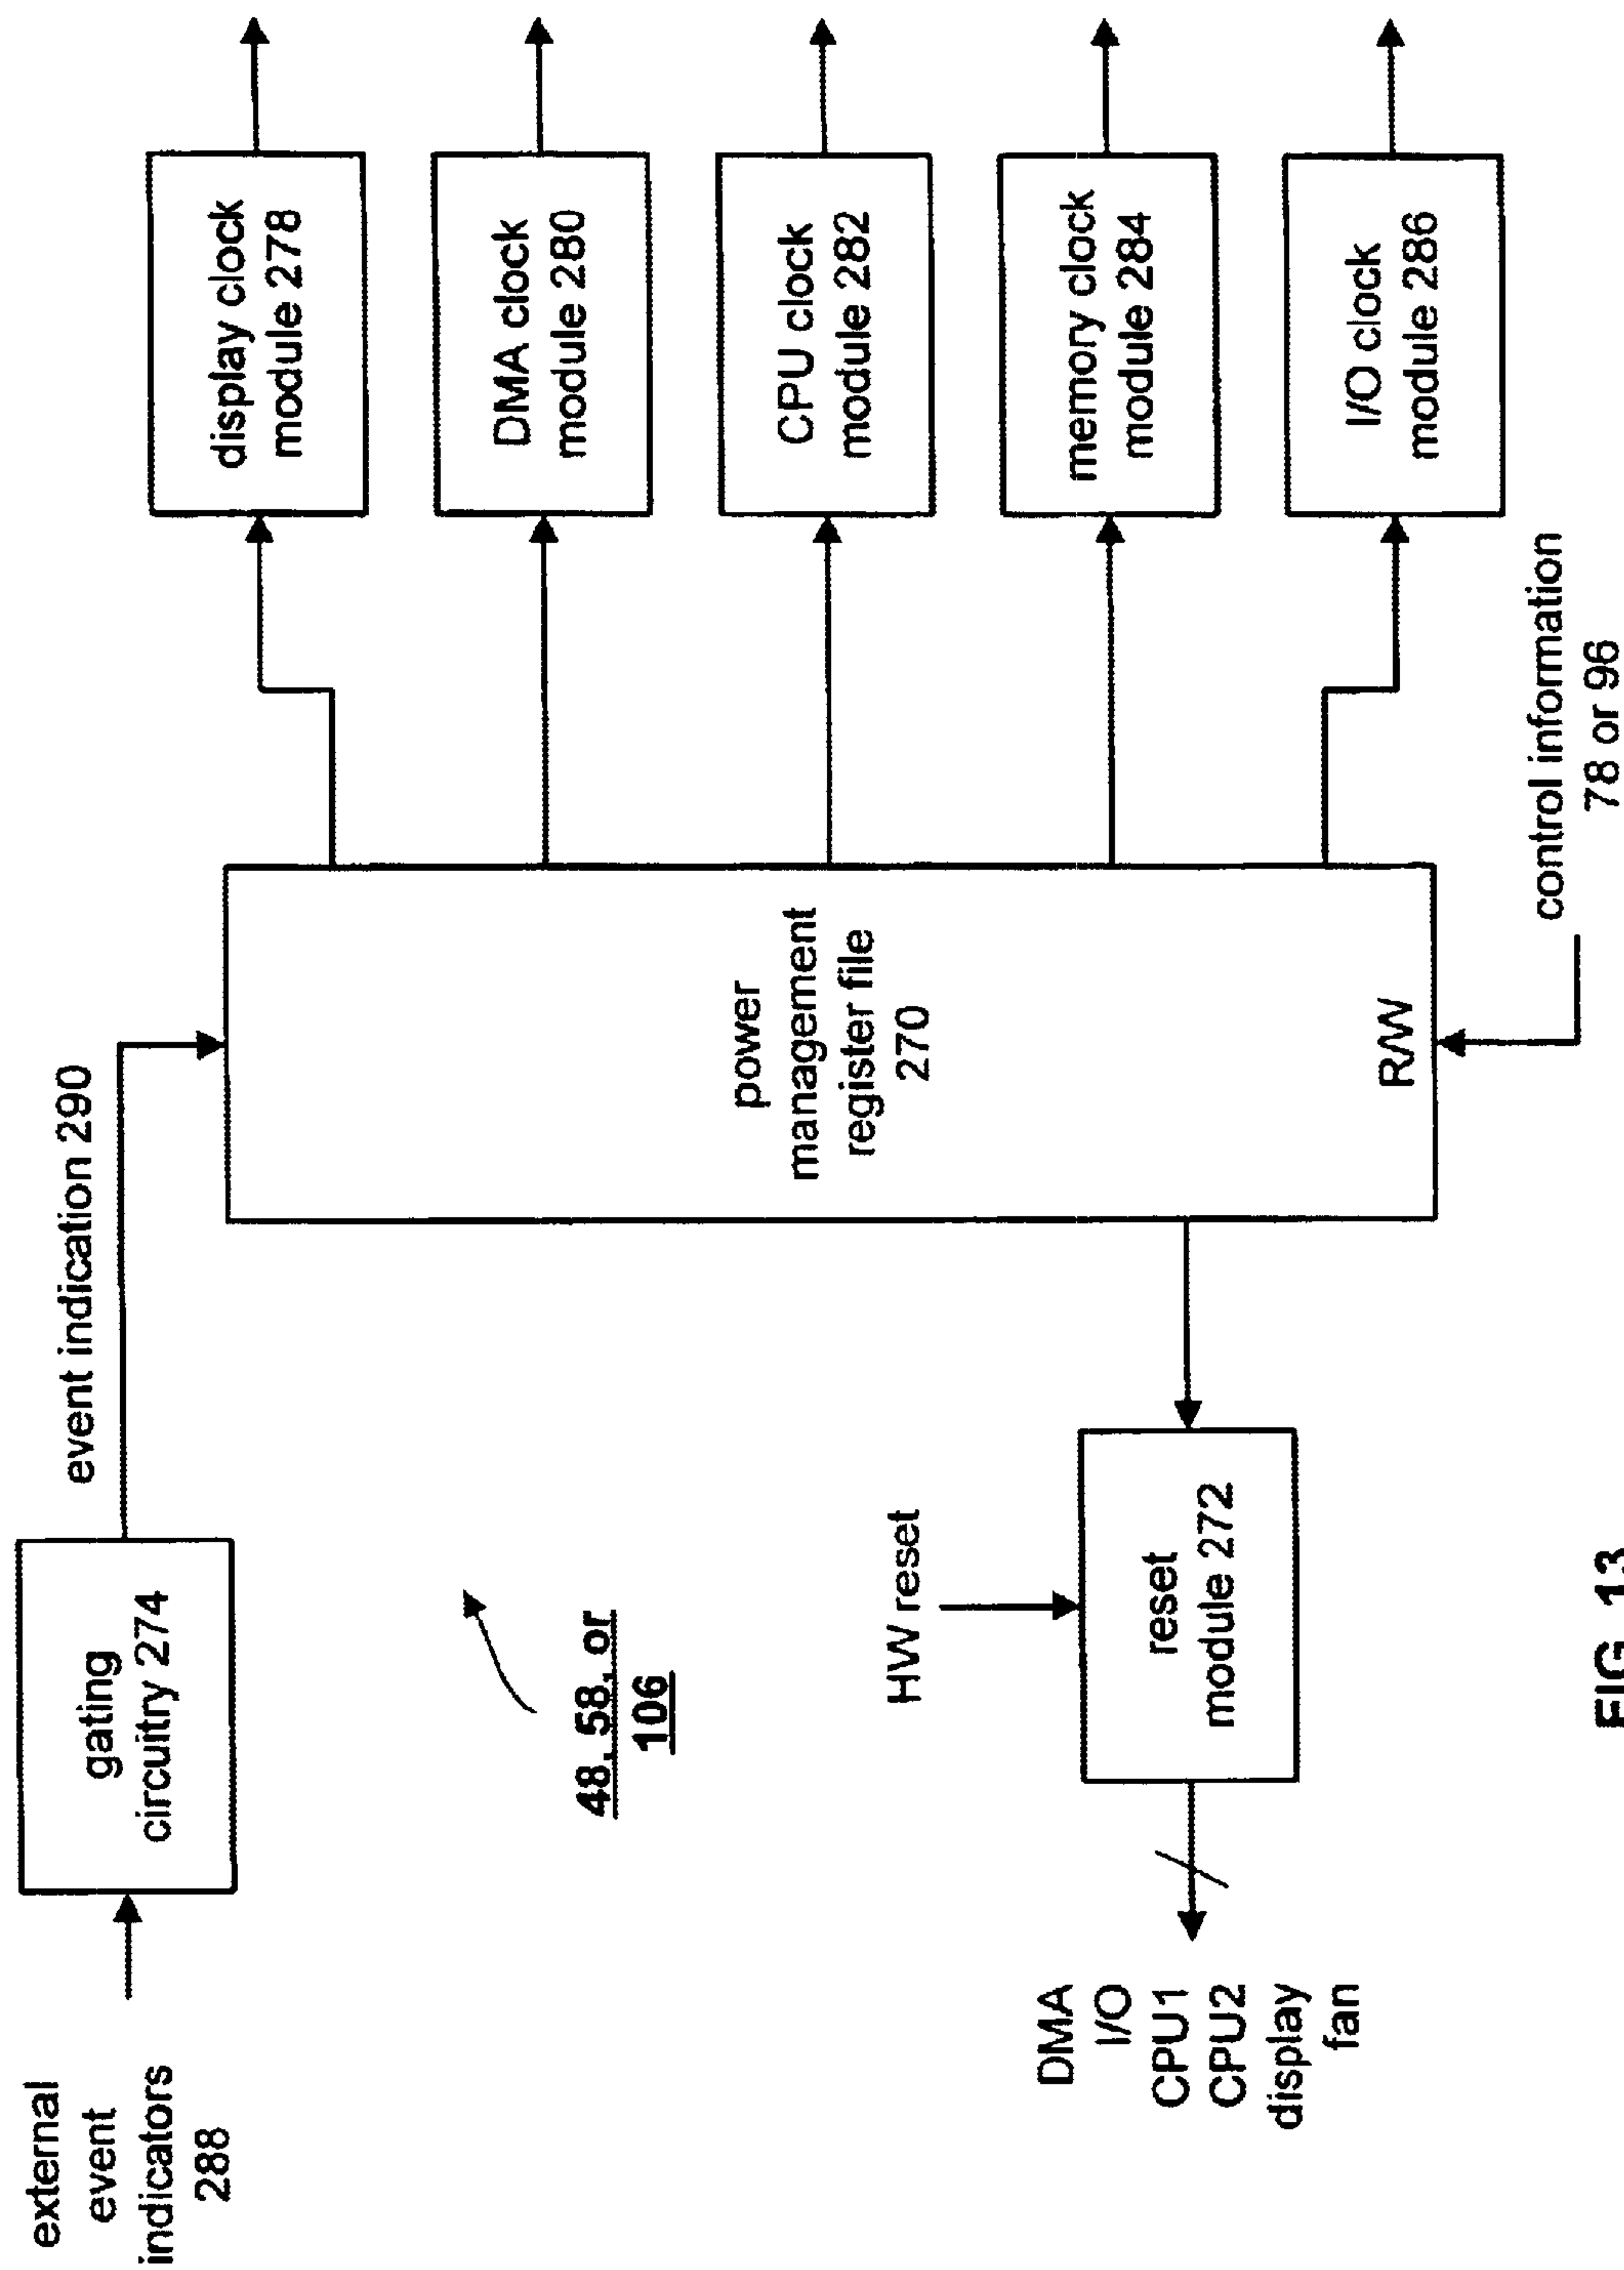 external
event
indicators
288
gating
circuitry 274
event indication 290
48, 58, or
106
power
management
register file
270
R/W
control information
78 or 96
display clock
module 278
DMA clock
module 280
CPU clock
module 282
memory clock
module 284
I/O clock
module 286
HW reset
reset
module 272
DMA
I/O
CPU1
CPU2
display
fan
FIG. 13